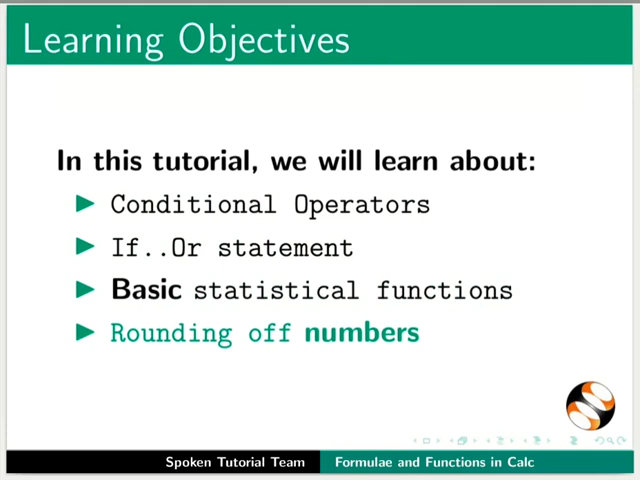 Learning Objectives
In this tutorial, we will learn about:
Conditional Operators
If..Or statement
Basic statistical functions
Rounding off numbers
Spoken Tutorial Team
Formulae and Functions in Calc